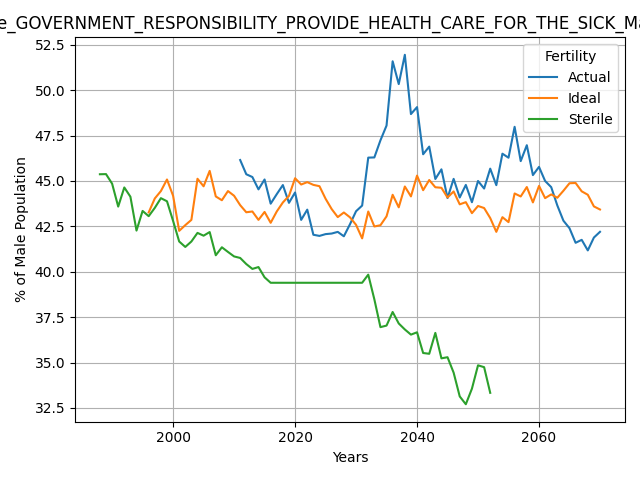 e_GOVERNMENT_RESPONSIBILITY_PROVIDE_HEALTH_CARE_FOR_THE_SICK_Ma
Fertility
Actual
Ideal
Sterile
% of Male Population
52.5
50.0
47.5
45.0
42.5
40.0
37.5
35.0
32.5
2000 2020 2040 2060
Years